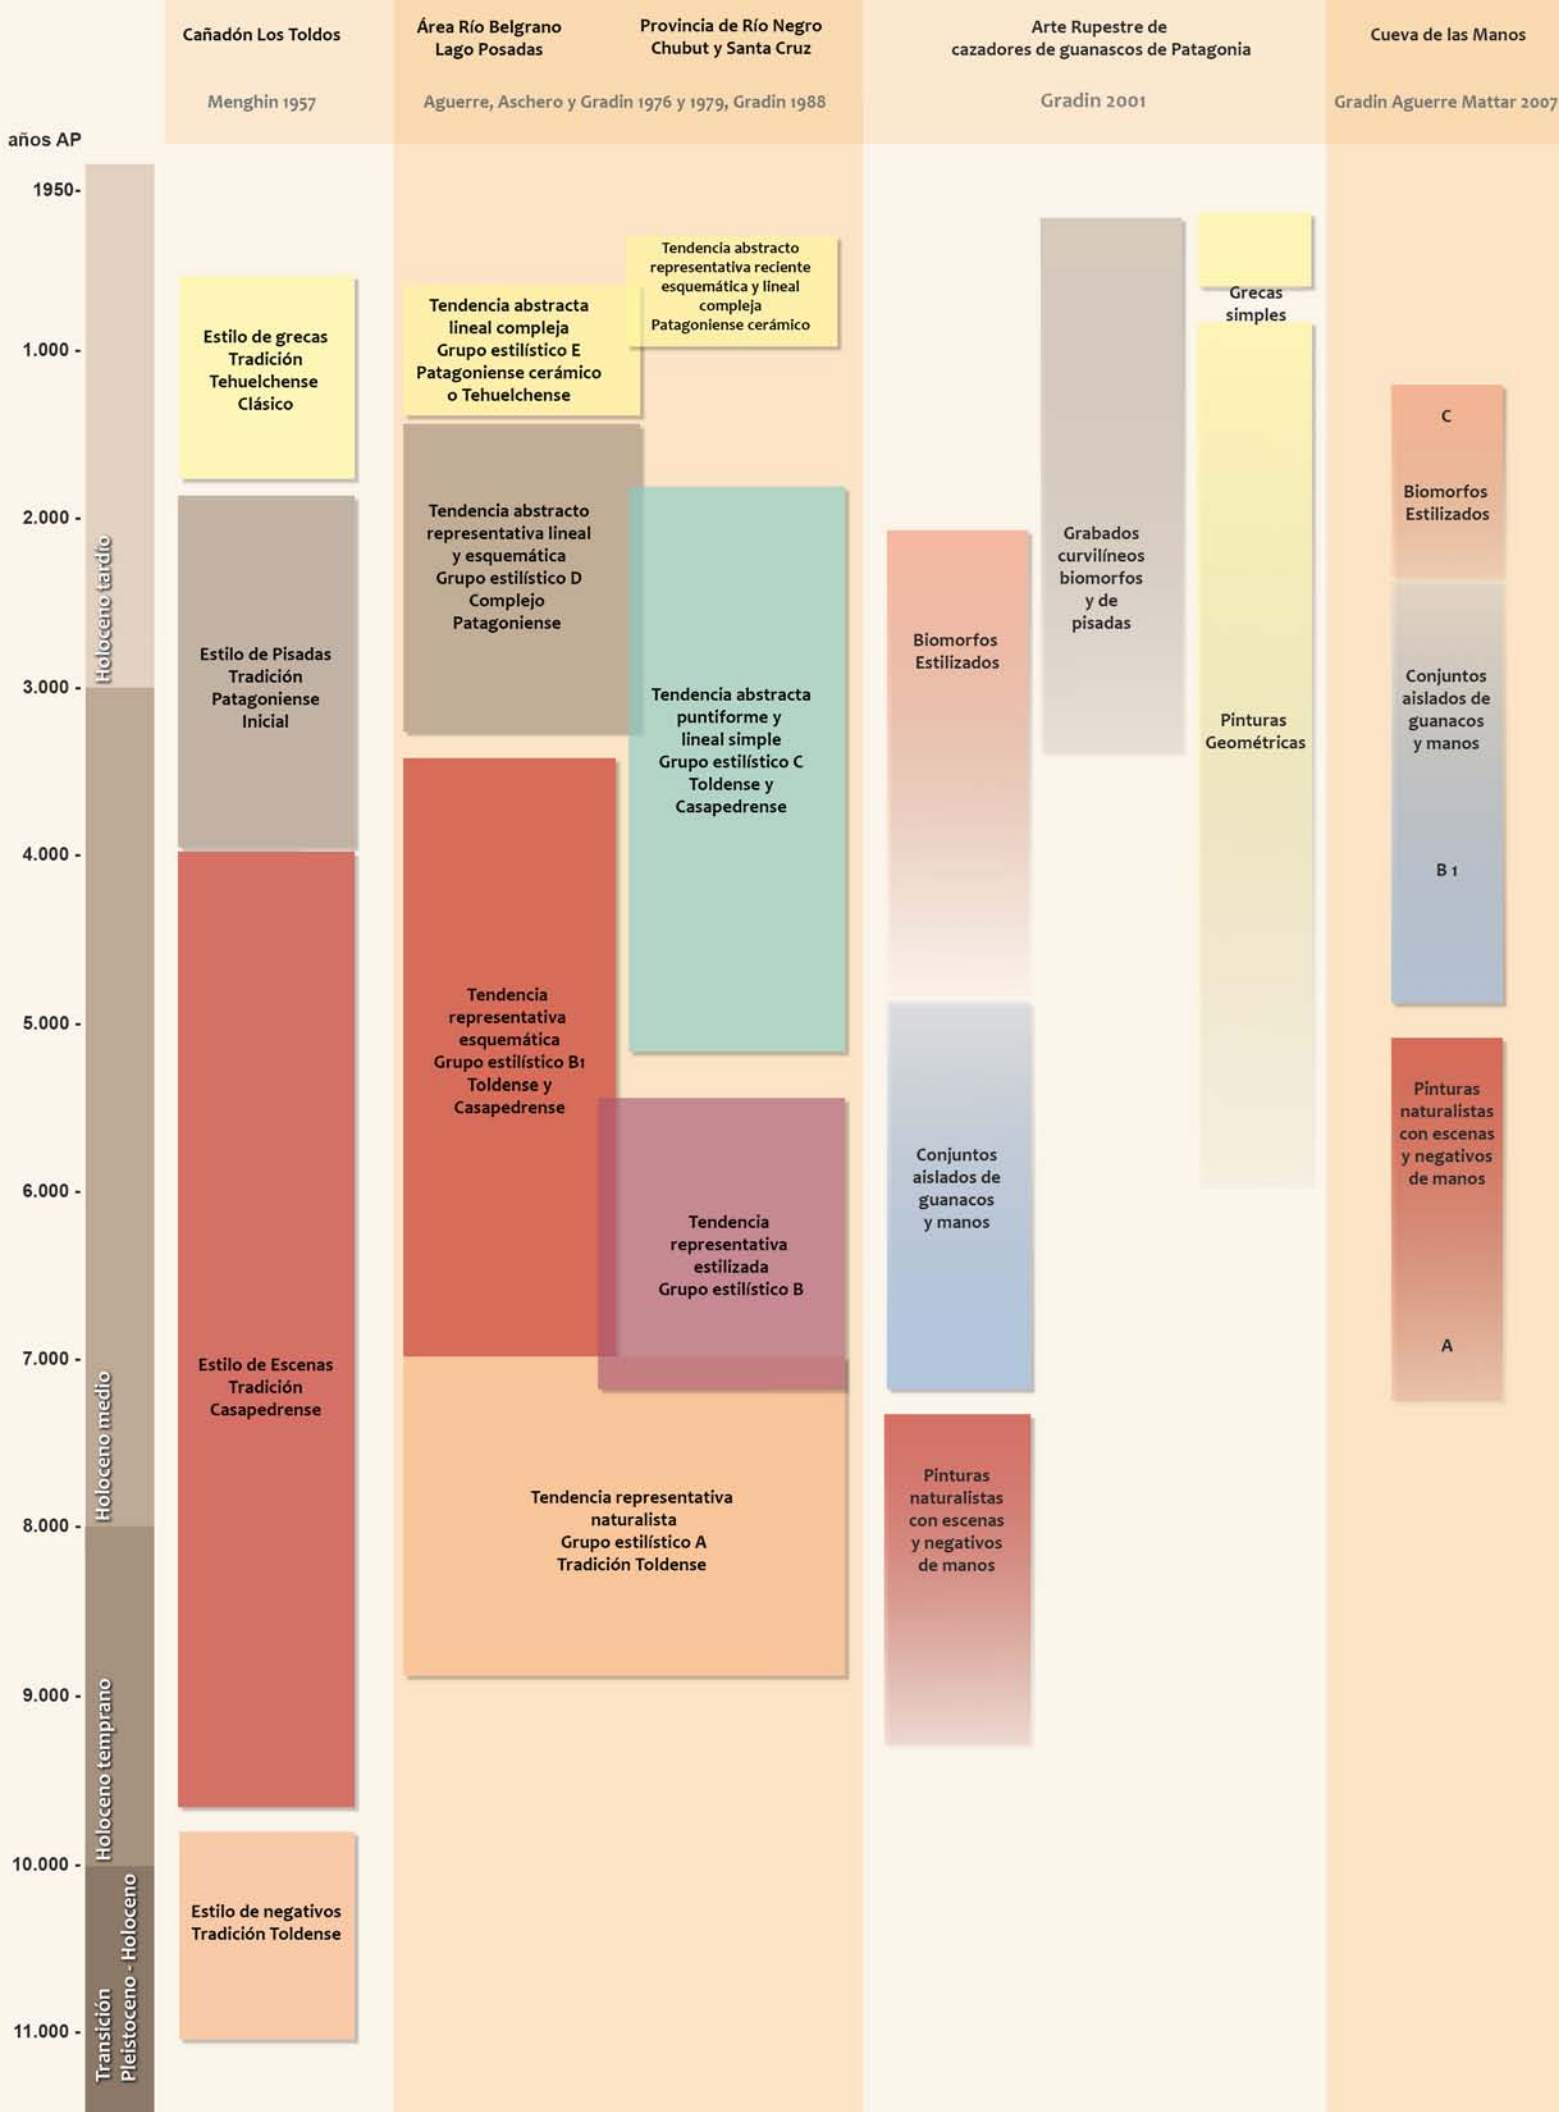 Cañadón Los Toldos
Menghin 1957
Área Río Belgrano
Lago Posadas
Provincia de Río Negro
Chubut y Santa Cruz
Aguerre, Aschero y Gradin 1976 y 1979, Gradin 1988
Arte Rupestre de
cazadores de guanascos de Patagonia
Gradin 2001
Cueva de las Manos
Gradin Aguerre Mattar 2007
años AP
1950-
1.000 -
2.000 -
3.000 -
4.000 -
5.000 -
6.000 -
7.000 -
8.000 -
9.000 -
10.000 -
11.000 -
Holoceno tardío
Holoceno medio
Holoceno temprano
Transición
Pleistoceno - Holoceno
Estilo de grecas
Tradición
Tehuelchense
Clásico
Estilo de Pisadas
Tradición
Patagoniense
Inicial
Estilo de Escenas
Tradición
Casapedrense
Estilo de negativos
Tradición Toldense
Tendencia abstracta
lineal compleja
Grupo estilístico E
Patagoniense cerámico
o Tehuelchense
Tendencia abstracto
representativa lineal
y esquemática
Grupo estilístico D
Complejo
Patagoniense
Tendencia
representativa
esquemática
Grupo estilístico B1
Toldense y
Casapedrense
Tendencia abstracto
representativa reciente
esquemática y lineal
compleja
Patagoniense cerámico
Tendencia abstracta
puntiforme y
lineal simple
Grupo estilístico C
Toldense y
Casapedrense
Tendencia
representativa
estilizada
Grupo estilístico B
Tendencia representativa
naturalista
Grupo estilístico A
Tradición Toldense
Biomorfos
Estilizados
Conjuntos
aislados de
guanacos
y manos
Pinturas
naturalistas
con escenas
y negativos
de manos
Grabados
curvilíneos
biomorfos
y de
pisadas
Grecas
simples
Pinturas
Geométricas
C
Biomorfos
Estilizados
Conjuntos
aislados de
guanacos
y manos
B 1
Pinturas
naturalistas
con escenas
y negativos
de manos
A